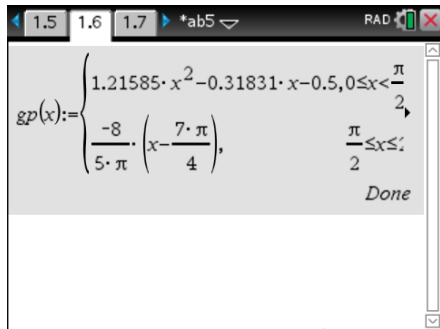 1.5 1.6 1.7 *ab5 RAD
gp(x):={1.21585·x²-0.31831·x-0.5,0≤x<π/2
-8/(5·π)·(x-7·π/4), π/2≤x≤
Done